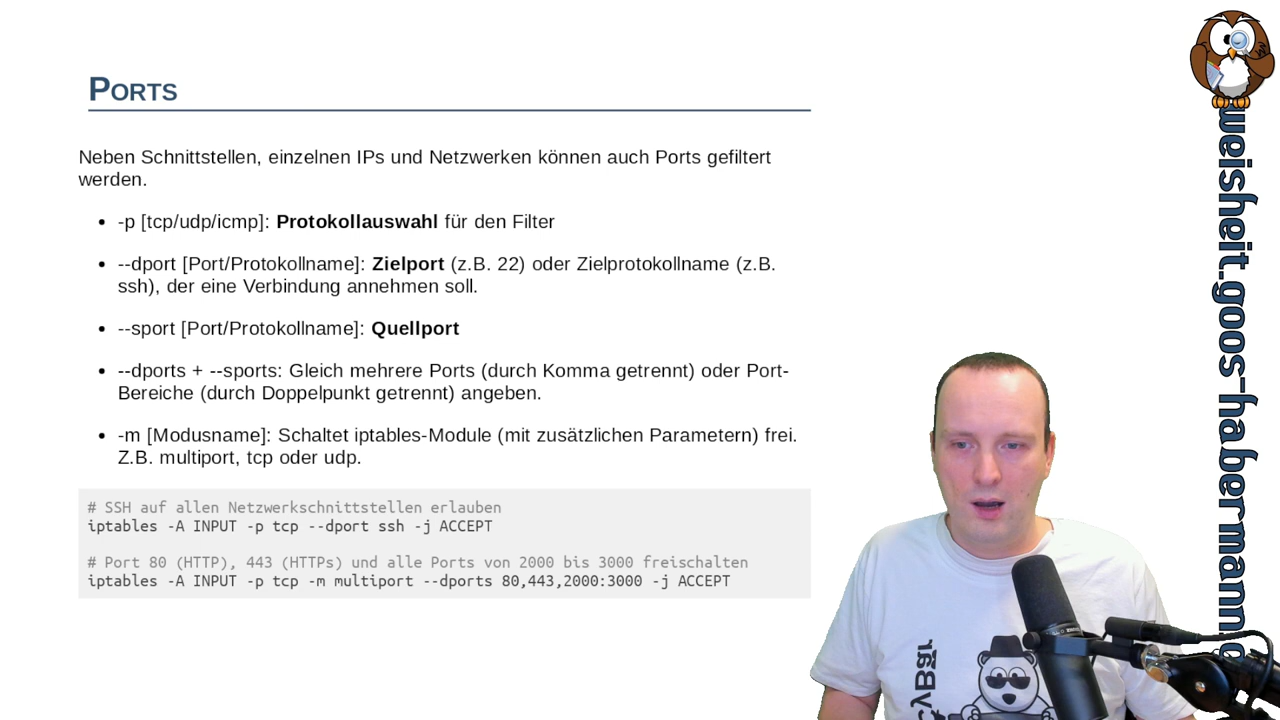 PORTS
Neben Schnittstellen, einzelnen IPs und Netzwerken können auch Ports gefiltert
werden.
• -p [tcp/udp/icmp]: Protokollauswahl für den Filter
• --dport [Port/Protokollname]: Zielport (z.B. 22) oder Zielprotokollname (z.B.
ssh), der eine Verbindung annehmen soll.
• --sport [Port/Protokollname]: Quellport
• --dports + --sports: Gleich mehrere Ports (durch Komma getrennt) oder Port-
Bereiche (durch Doppelpunkt getrennt) angeben.
• -m [Modusname]: Schaltet iptables-Module (mit zusätzlichen Parametern) frei.
Z.B. multiport, tcp oder udp.
# SSH auf allen Netzwerkschnittstellen erlauben
iptables -A INPUT -p tcp --dport ssh -j ACCEPT
# Port 80 (HTTP), 443 (HTTPs) und alle Ports von 2000 bis 3000 freischalten
iptables -A INPUT -p tcp -m multiport --dports 80,443,2000:3000 -j ACCEPT
weisheit.goos-habermann.